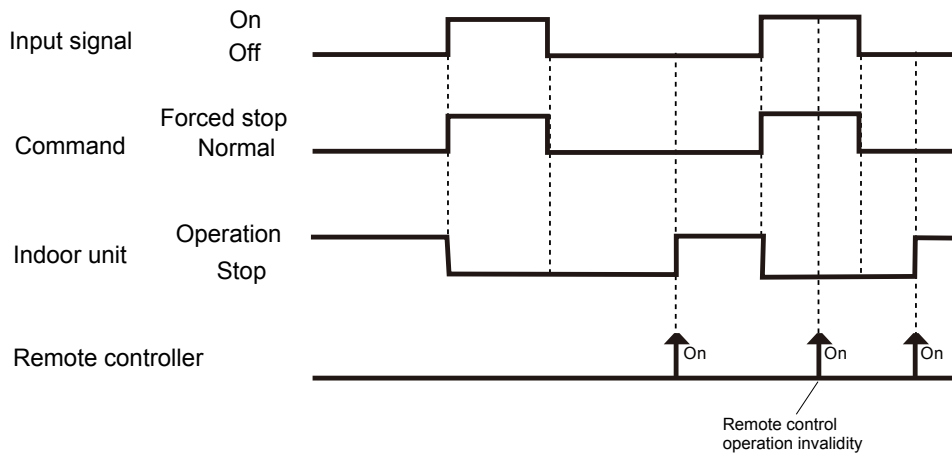 Input signal On
Off
Command Forced stop
Normal
Indoor unit Operation
Stop
Remote controller
On On On
Remote control
operation invalidity